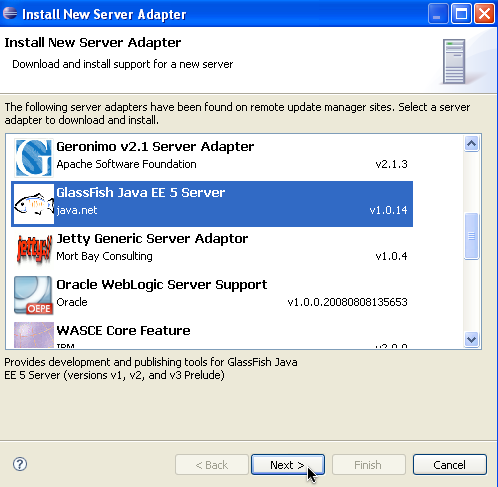 Install New Server Adapter
Install New Server Adapter
Download and install support for a new server
The following server adapters have been found on remote update manager sites. Select a server
adapter to download and install.
Geronimo v2.1 Server Adapter
Apache Software Foundation v2.1.3
GlassFish Java EE 5 Server
java.net v1.0.14
jetty
Jetty Generic Server Adaptor
Mort Bay Consulting v1.0.4
Oracle WebLogic Server Support
OEPE
Oracle v1.0.0.20080808135653
WASCE Core Feature
IBM v2.0.0
Provides development and publishing tools for GlassFish Java
EE 5 Server (versions v1, v2, and v3 Prelude)
? < Back Next > Finish Cancel